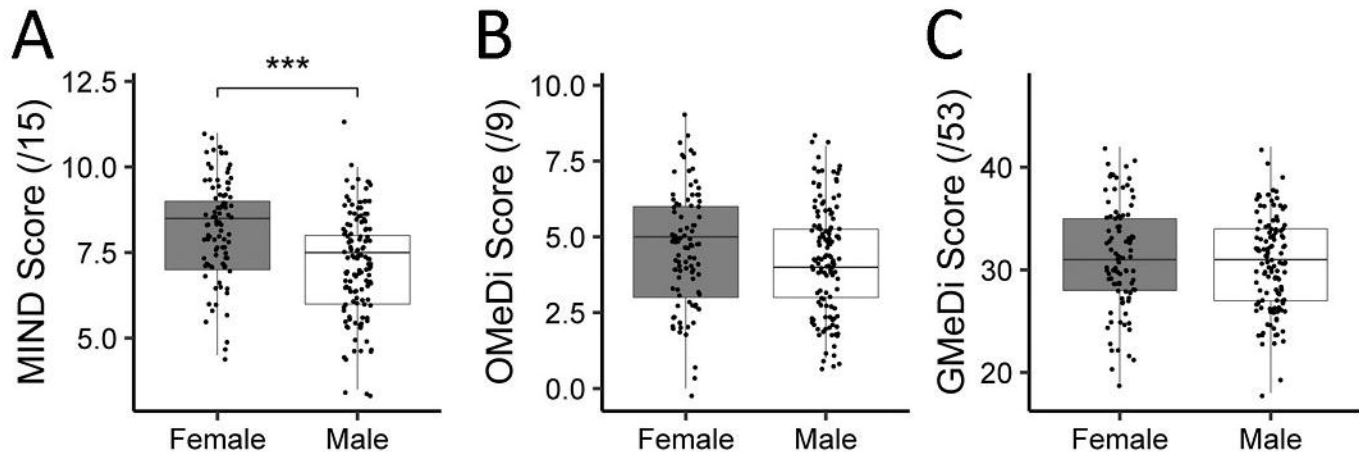 A
MIND Score (/15)
12.5
10.0
7.5
5.0
***
Female Male
B
OMeDi Score (/9)
10.0
7.5
5.0
2.5
0.0
Female Male
C
GMeDi Score (/53)
40
30
20
Female Male